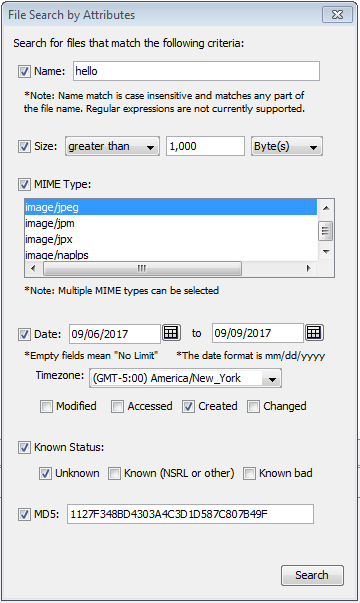 File Search by Attributes
Search for files that match the following criteria:
Name: hello
*Note: Name match is case insensitive and matches any part
of the file name. Regular expressions are not currently supported.
Size: greater than 1,000 Byte(s)
MIME Type:
image/jpeg
image/jpm
image/jpx
image/naplps
*Note: Multiple MIME types can be selected
Date: 09/06/2017 to 09/09/2017
*Empty fields mean "No Limit" *The date format is mm/dd/yyyy
Timezone: (GMT-5:00) America/New_York
Modified Accessed Created Changed
Known Status:
Unknown Known (NSRL or other) Known bad
MD5: 1127F348BD4303A4C3D1D587C807B49F
Search